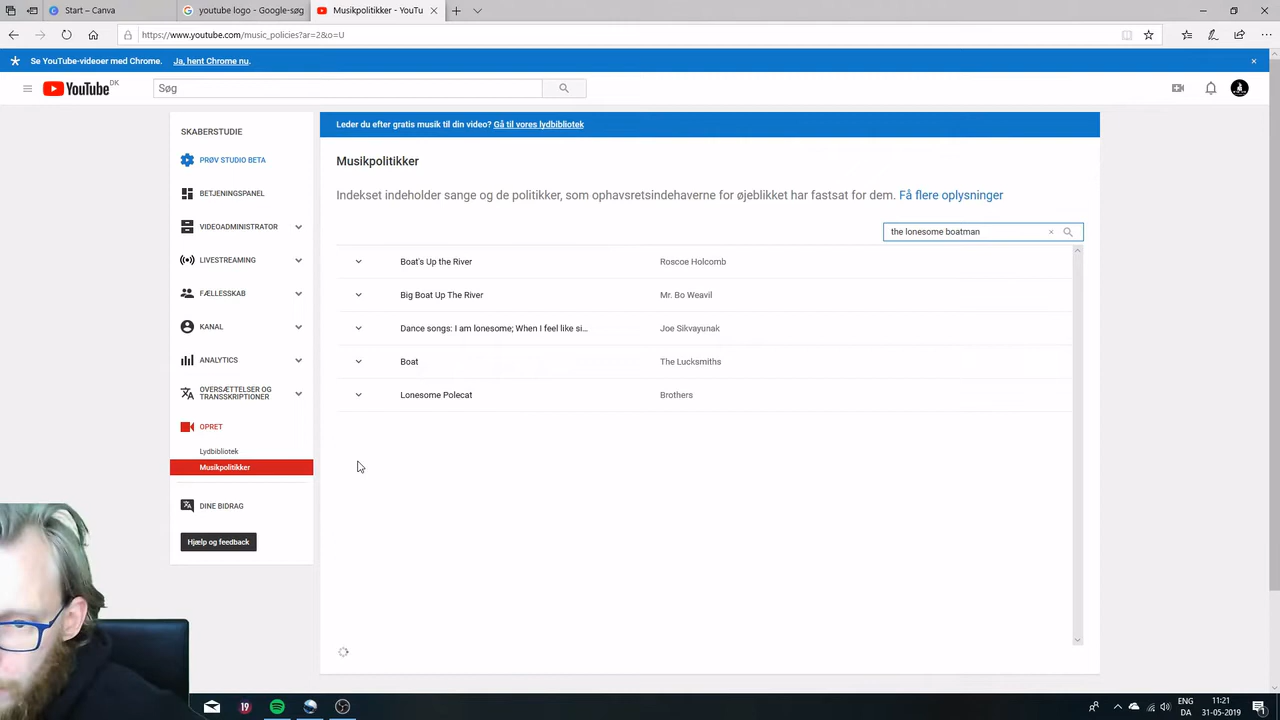 Start – Canva
youtube logo - Google-søg
Musikpolitikker - YouTu
https://www.youtube.com/music_policies?ar=2&o=U
Se YouTube-videoer med Chrome. Ja, hent Chrome nu.
YouTube DK
Søg
SKABERSTUDIE
PRØV STUDIO BETA
BETJENINGSPANEL
VIDEOADMINISTRATOR
LIVESTREAMING
FÆLLESSKAB
KANAL
ANALYTICS
OVERSÆTTELSER OG
TRANSSKRIPTIONER
OPRET
Lydbibliotek
Musikpolitikker
DINE BIDRAG
Hjælp og feedback
Leder du efter gratis musik til din video? Gå til vores lydbibliotek
Musikpolitikker
Indekset indeholder sange og de politikker, som ophavsretsindehaverne for øjeblikket har fastsat for dem. Få flere oplysninger
the lonesome boatman
Boat's Up the River Roscoe Holcomb
Big Boat Up The River Mr. Bo Weavil
Dance songs: I am lonesome; When I feel like si... Joe Sikvayunak
Boat The Lucksmiths
Lonesome Polecat Brothers
19
ENG 11:21
DA 31-05-2019
1